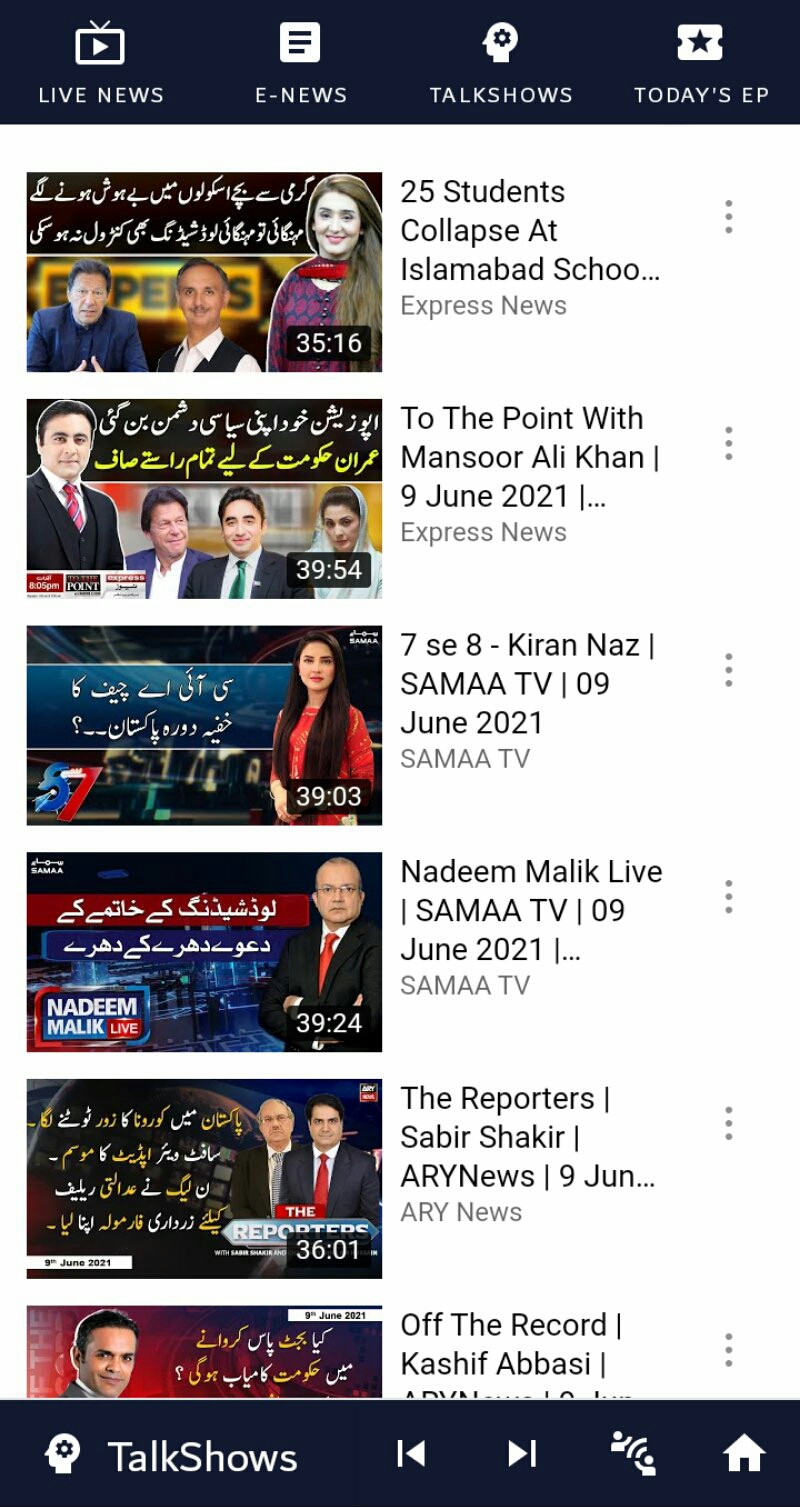 LIVE NEWS
E-NEWS
TALKSHOWS
TODAY'S EP
گرمی سے بچے اسکولوں میں بے ہوش ہونے لگے
مہنگائی تو مہنگائی لوڈشیڈنگ بھی کنٹرول نہ ہو سکی
EXPERTS
35:16
25 Students
Collapse At
Islamabad Schoo...
Express News
اپوزیشن خود اپنی سیاسی دشمن بن گئی
عمران حکومت کے لیے تمام راستے صاف
8:05pm
TO THE
POINT
express
نیوز
39:54
To The Point With
Mansoor Ali Khan |
9 June 2021 |...
Express News
سماء
SAMAA
سی آئی اے چیف کا
خفیہ دورہ پاکستان--؟
7
39:03
7 se 8 - Kiran Naz |
SAMAA TV | 09
June 2021
SAMAA TV
سماء
SAMAA
لوڈشیڈنگ کے خاتمے کے
دعوے دھرے کے دھرے
NADEEM
MALIK LIVE
39:24
Nadeem Malik Live
| SAMAA TV | 09
June 2021 |...
SAMAA TV
ARY
NEWS
پاکستان میں کورونا کا زور ٹوٹنے لگا۔
سافٹ ویئر اپڈیٹ کا موسم ۔
ن لیگ نے عدالتی ریلیف
کیلئے زرداری فارمولہ اپنا لیا ۔
THE
REPORTERS
WITH SABIR SHAKIR AND
9th June 2021
36:01
The Reporters |
Sabir Shakir |
ARYNews | 9 Jun...
ARY News
9th June 2021
کیا بجٹ پاس کروانے
میں حکومت کامیاب ہوگی ؟
Off The Record |
Kashif Abbasi |
ARYNews | 9 Jun
TalkShows